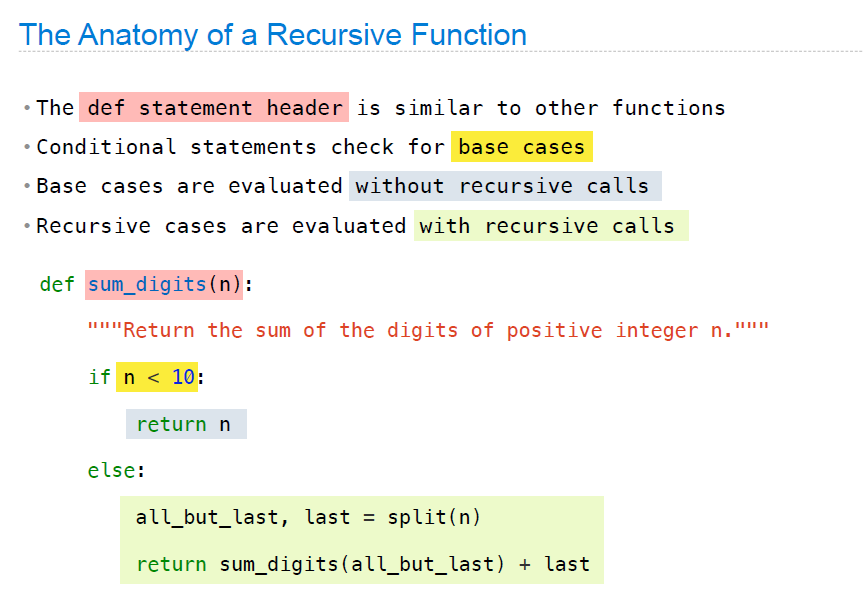 The Anatomy of a Recursive Function
• The def statement header is similar to other functions
• Conditional statements check for base cases
• Base cases are evaluated without recursive calls
• Recursive cases are evaluated with recursive calls
def sum_digits(n):
"""Return the sum of the digits of positive integer n."""
if n < 10:
return n
else:
all_but_last, last = split(n)
return sum_digits(all_but_last) + last